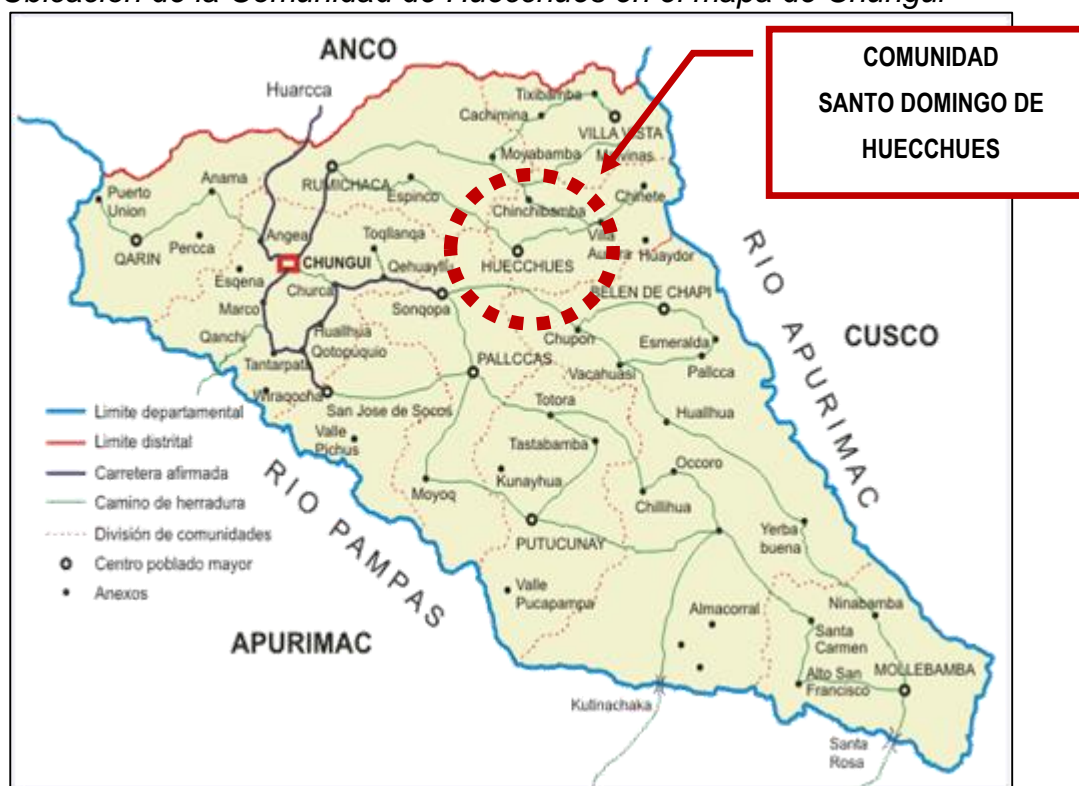 Ubicación de la Comunidad de Huecchues en el mapa de Chungui
ANCO
COMUNIDAD
SANTO DOMINGO DE
HUECCHUES
Huarcca
Tixibamba
Cachimina
VILLA VISTA
Moyabamba
Malvinas
RUMICHACA
Espinco
Chinchibamba
Chinete
Puerto
Union
Anama
QARIN
Percca
Angea
Toqllanqa
CHUNGUI
Qehuayllu
HUECCHUES
Villa
Aurora
Huaydor
Esqena
Churca
Marco
Sonqopa
BELEN DE CHAPI
Qanchi
Huallhua
Qotopuquio
Chupon
Esmeralda
Tantarpata
PALLCCAS
Vacahuasi
Pallcca
Wiraqocha
San Jose de Socos
Totora
Huallhua
Valle
Pichus
Tastabamba
Kunayhua
Occoro
Moyoq
Chillihua
PUTUCUNAY
Yerba
buena
Valle
Pucapampa
Almacorral
Ninabamba
Santa
Carmen
Alto San
Francisco
MOLLEBAMBA
Kutinachaka
Santa
Rosa
RIO APURIMAC
CUSCO
RIO PAMPAS
APURIMAC
Limite departamental
Limite distrital
Carretera afirmada
Camino de herradura
División de comunidades
Centro poblado mayor
Anexos